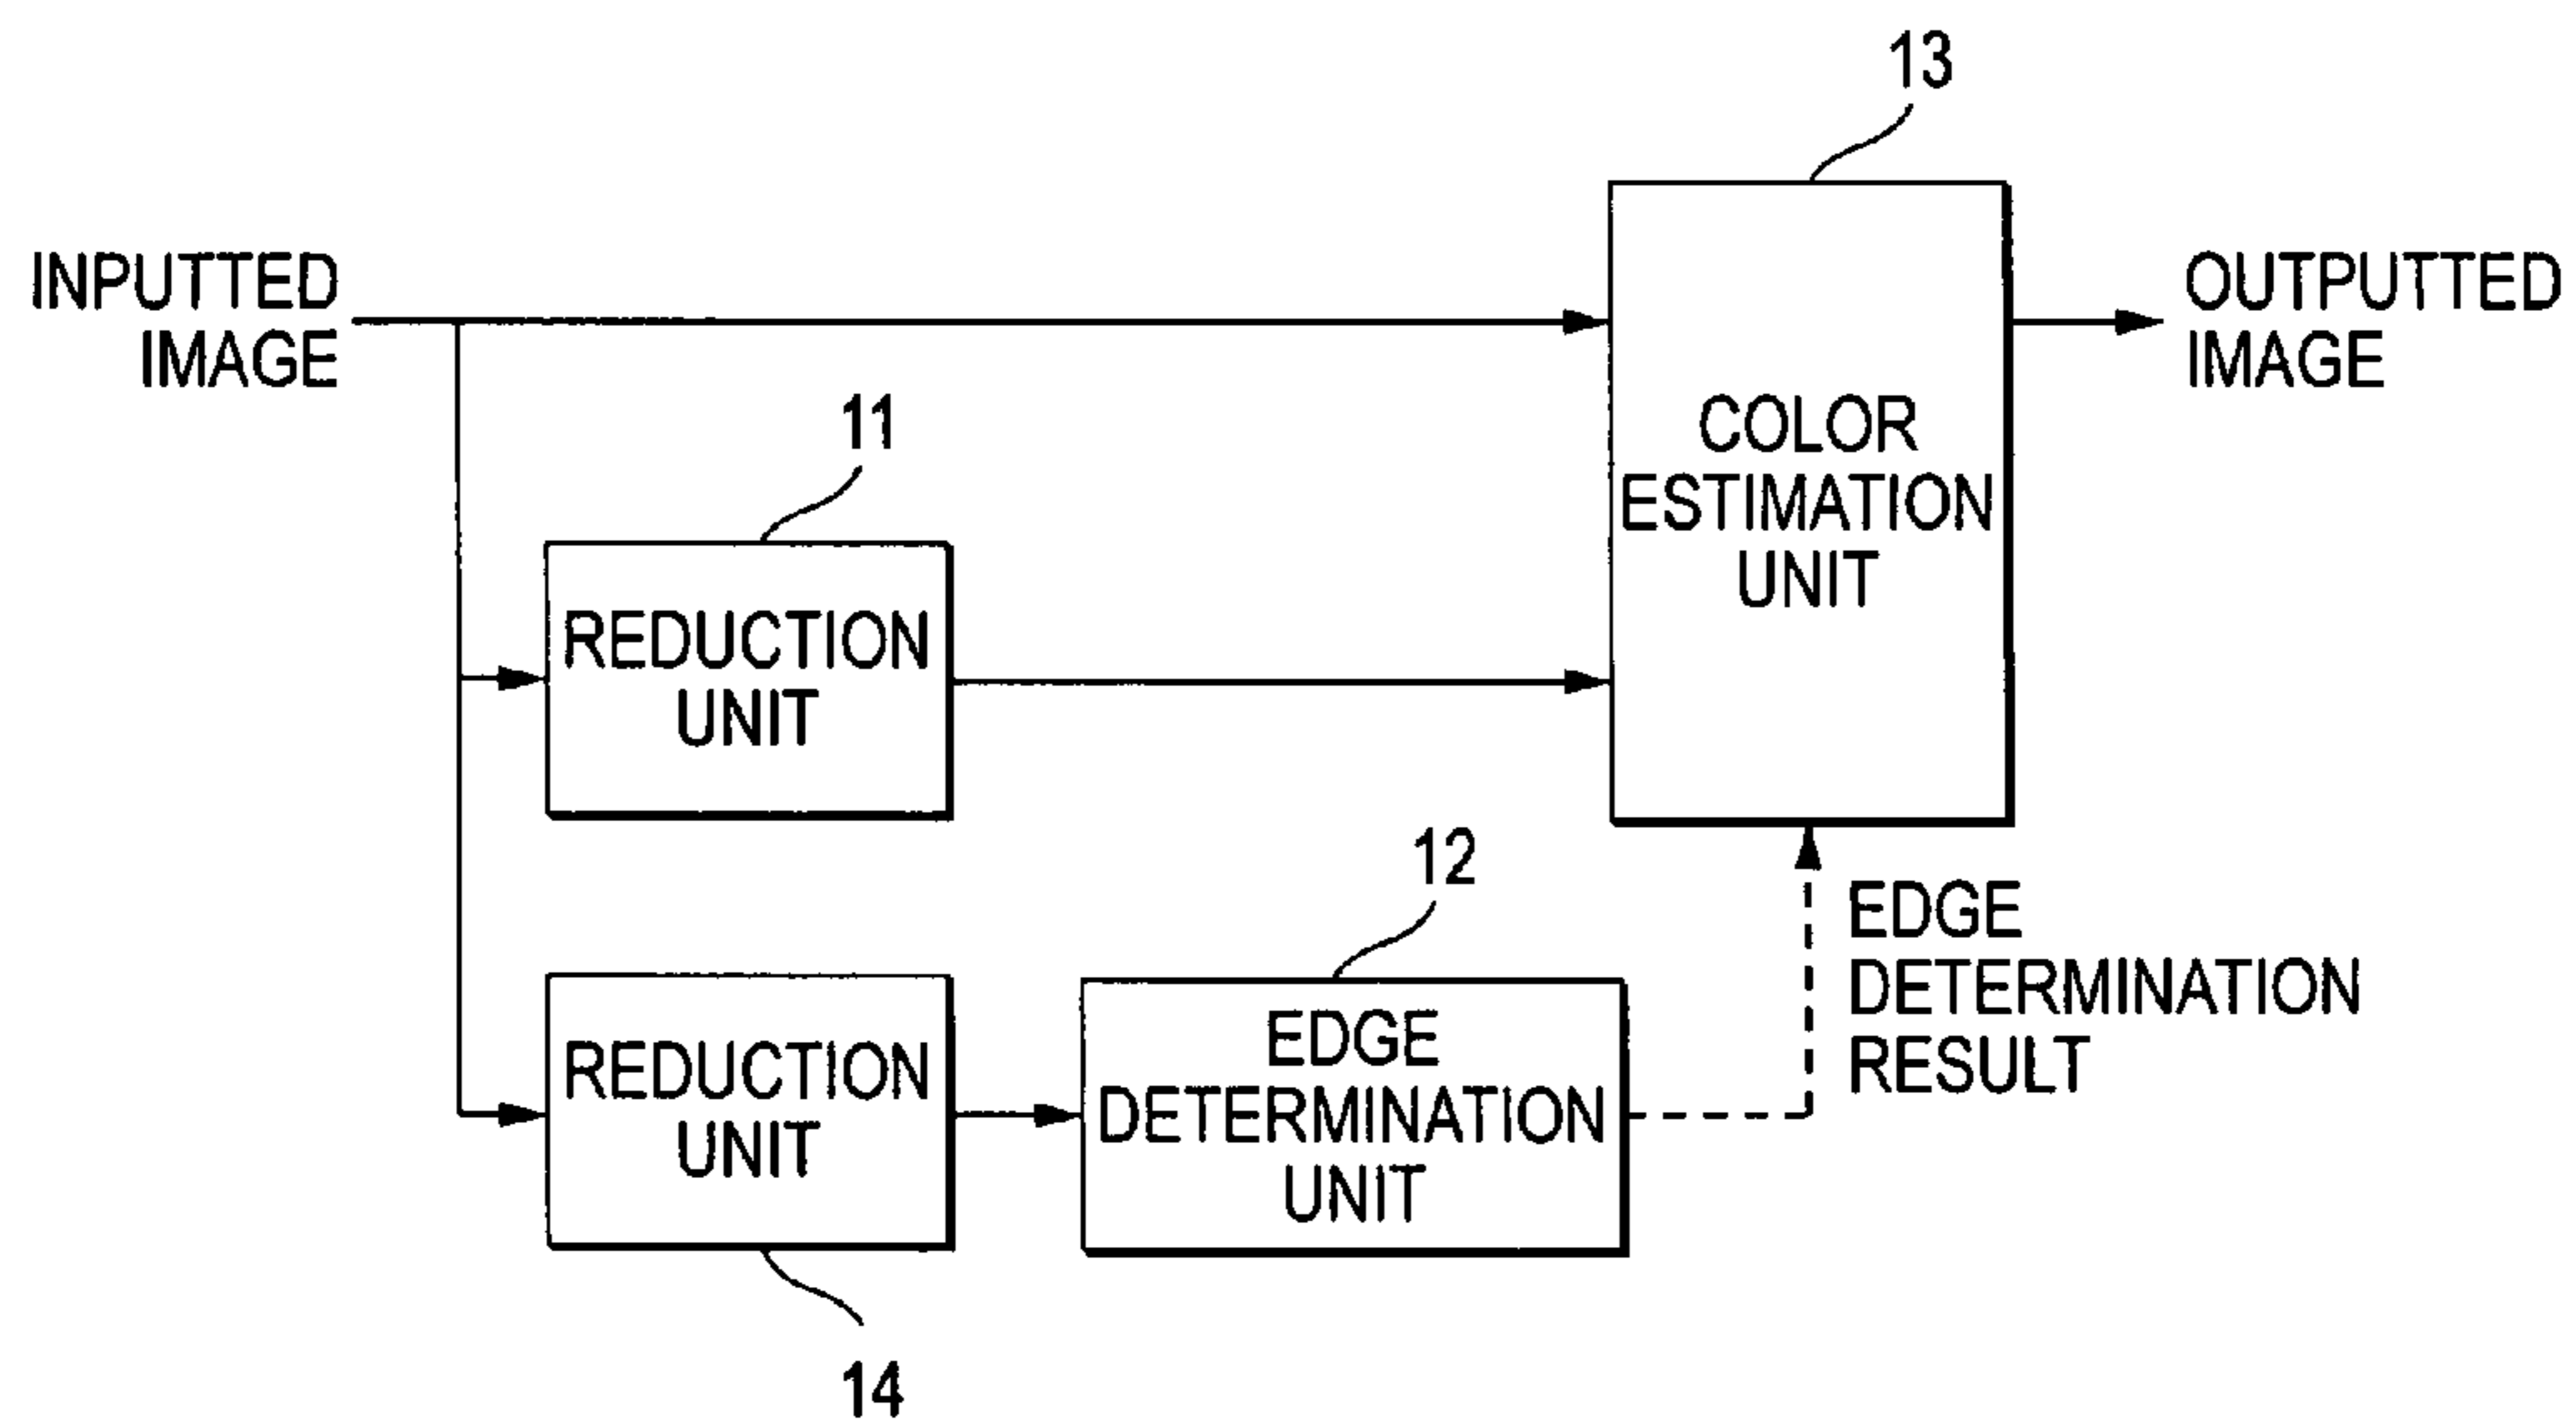 13
INPUTTED
IMAGE
OUTPUTTED
IMAGE
COLOR
ESTIMATION
UNIT
11
REDUCTION
UNIT
12
EDGE
DETERMINATION
RESULT
REDUCTION
UNIT
EDGE
DETERMINATION
UNIT
14